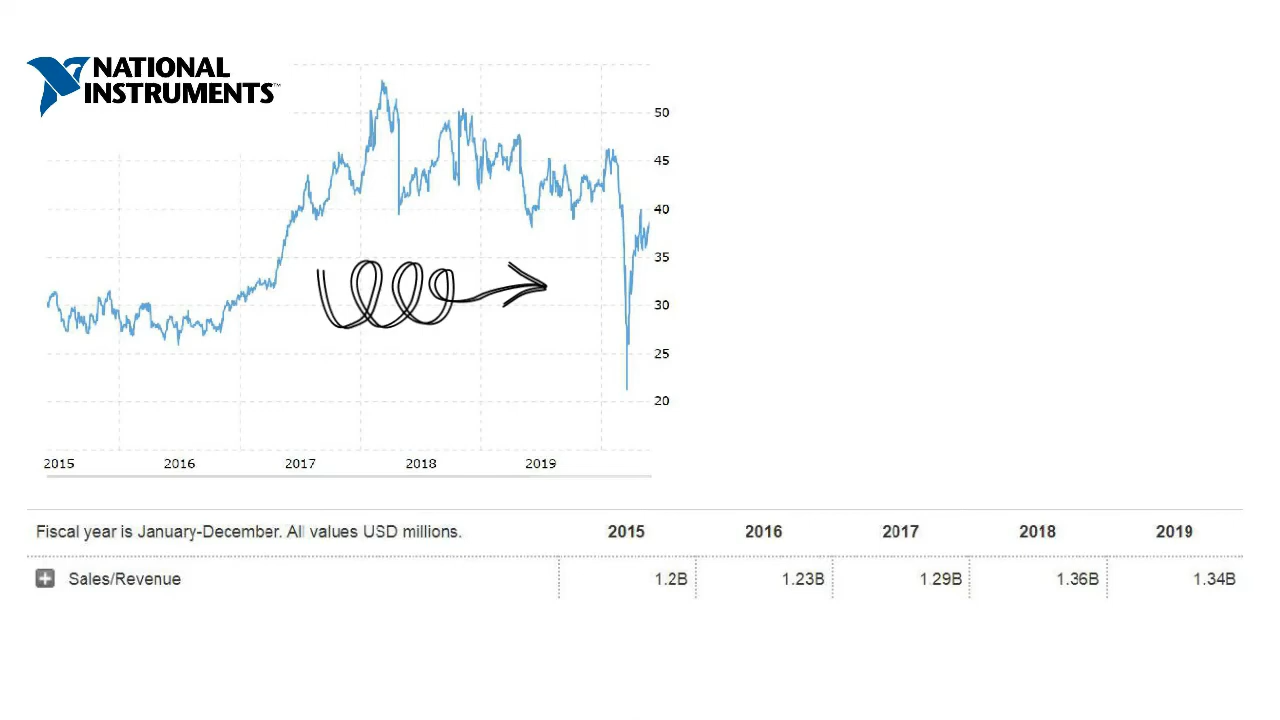 NATIONAL
INSTRUMENTS™
50
45
40
35
30
25
20
2015 2016 2017 2018 2019
Fiscal year is January-December. All values USD millions. 2015 2016 2017 2018 2019
Sales/Revenue 1.2B 1.23B 1.29B 1.36B 1.34B